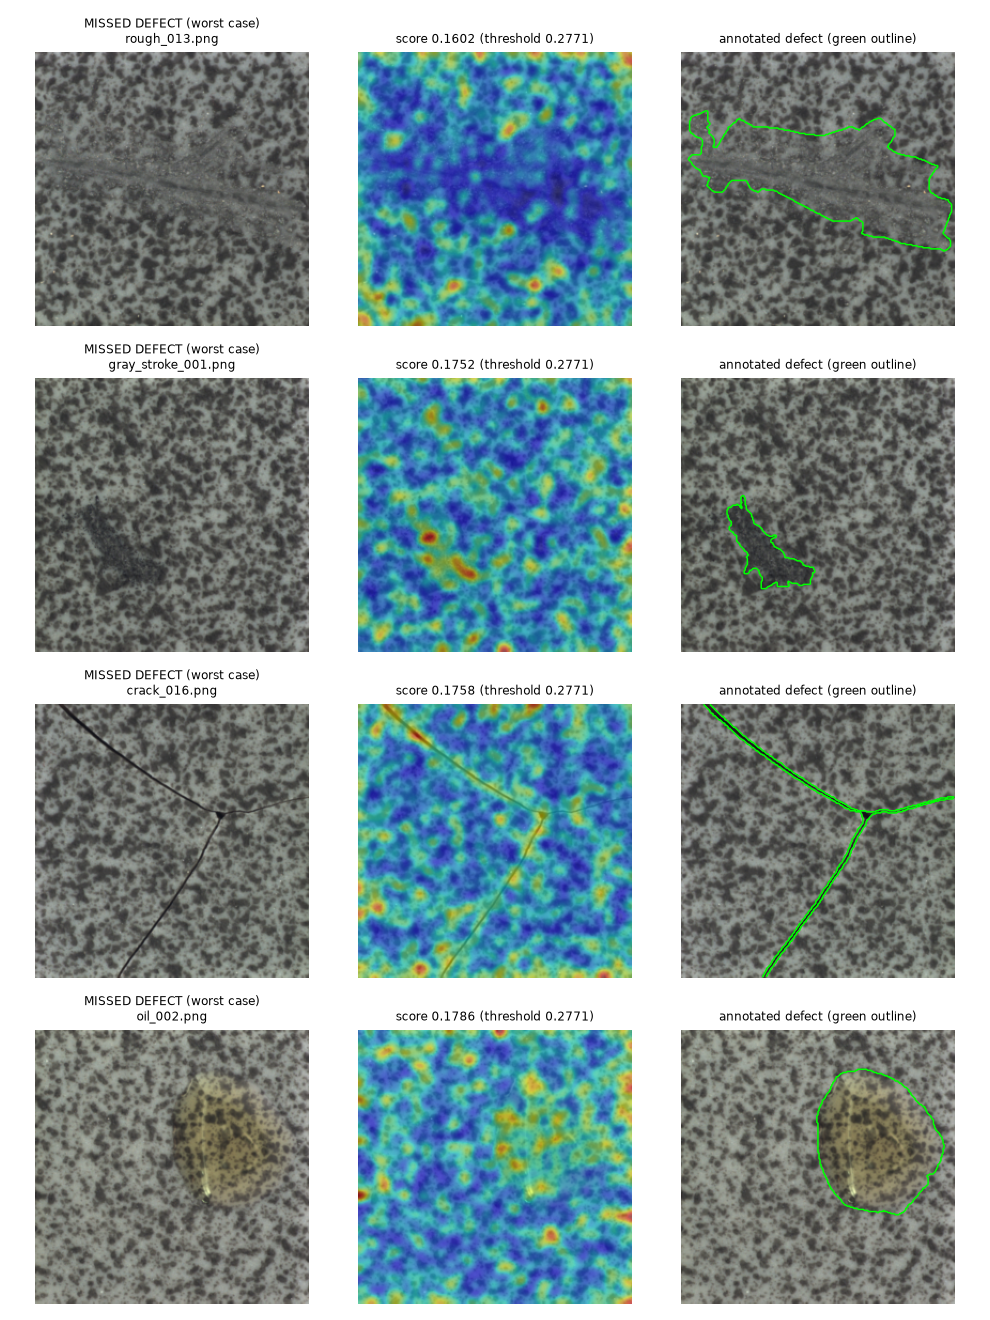 MISSED DEFECT (worst case)
rough_013.png
score 0.1602 (threshold 0.2771)
annotated defect (green outline)
MISSED DEFECT (worst case)
gray_stroke_001.png
score 0.1752 (threshold 0.2771)
annotated defect (green outline)
MISSED DEFECT (worst case)
crack_016.png
score 0.1758 (threshold 0.2771)
annotated defect (green outline)
MISSED DEFECT (worst case)
oil_002.png
score 0.1786 (threshold 0.2771)
annotated defect (green outline)